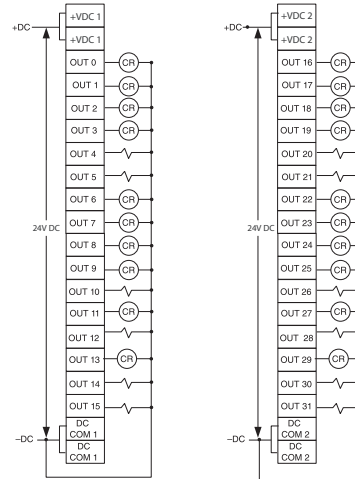 +VDC 1
+DC
+VDC 1
OUT 0 CR
OUT 1 CR
OUT 2 CR
OUT 3 CR
OUT 4
OUT 5
OUT 6 CR
OUT 7 CR
24V DC
OUT 8 CR
OUT 9 CR
OUT 10
OUT 11 CR
OUT 12
OUT 13 CR
OUT 14
OUT 15
DC
COM 1
-DC
DC
COM 1
+VDC 2
+DC
+VDC 2
OUT 16 CR
OUT 17 CR
OUT 18 CR
OUT 19 CR
OUT 20
OUT 21
OUT 22 CR
OUT 23 CR
24V DC
OUT 24 CR
OUT 25 CR
OUT 26
OUT 27 CR
OUT 28
OUT 29 CR
OUT 30
OUT 31
DC
COM 2
-DC
DC
COM 2